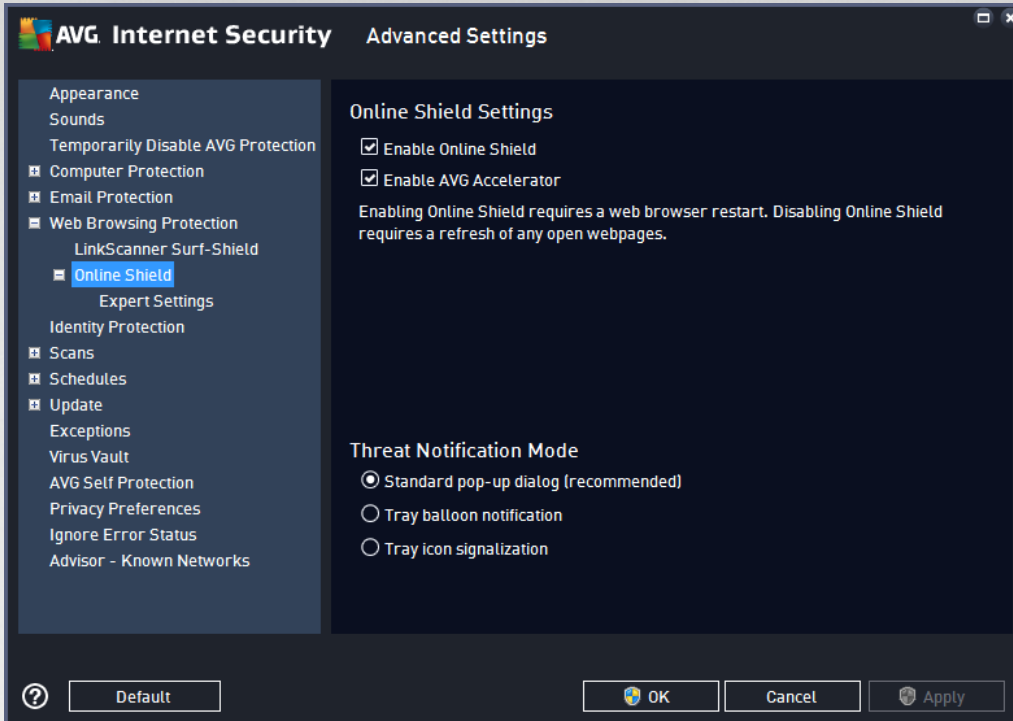 AVG. Internet Security Advanced Settings
Appearance
Sounds
Temporarily Disable AVG Protection
Computer Protection
Email Protection
Web Browsing Protection
LinkScanner Surf-Shield
Online Shield
Expert Settings
Identity Protection
Scans
Schedules
Update
Exceptions
Virus Vault
AVG Self Protection
Privacy Preferences
Ignore Error Status
Advisor - Known Networks
Online Shield Settings
Enable Online Shield
Enable AVG Accelerator
Enabling Online Shield requires a web browser restart. Disabling Online Shield
requires a refresh of any open webpages.
Threat Notification Mode
Standard pop-up dialog (recommended)
Tray balloon notification
Tray icon signalization
Default OK Cancel Apply